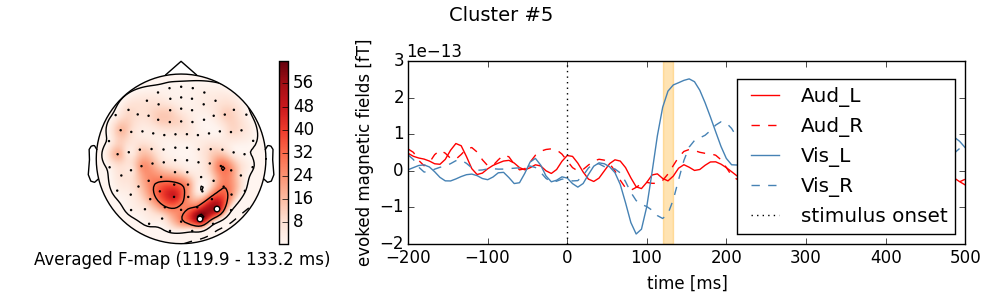 Cluster #5
56
48
40
32
24
16
8
Averaged F-map (119.9 - 133.2 ms)
evoked magnetic fields [fT]
1e−13
3
2
1
0
−1
−2
−200 −100 0 100 200 300 400 500
time [ms]
Aud_L
Aud_R
Vis_L
Vis_R
stimulus onset